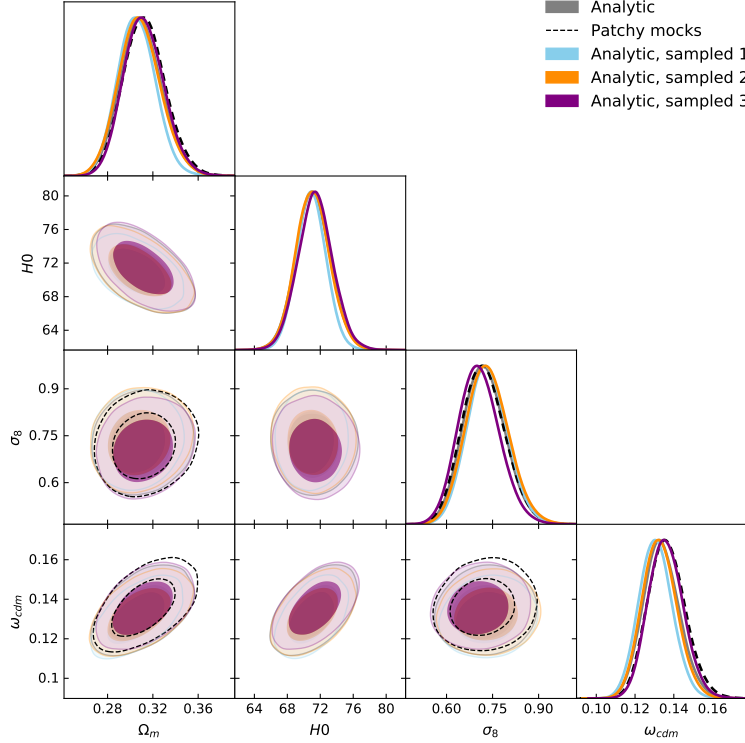 Analytic
Patchy mocks
Analytic, sampled 1
Analytic, sampled 2
Analytic, sampled 3
80
76
72
68
64
H0
0.9
0.75
0.6
σ8
0.16
0.14
0.12
0.1
ωcdm
0.28 0.32 0.36
Ωm
64 68 72 76 80
H0
0.60 0.75 0.90
σ8
0.10 0.12 0.14 0.16
ωcdm